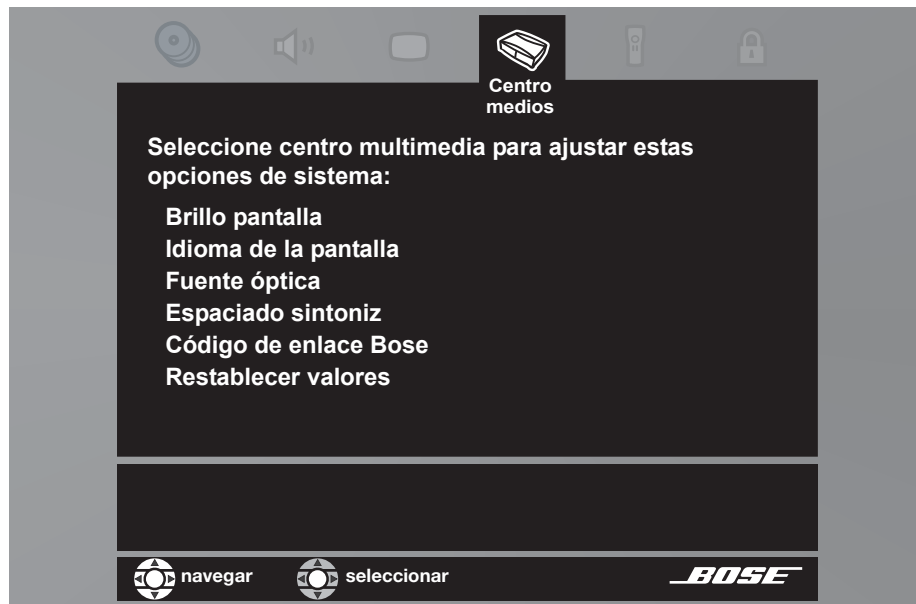 Centro
medios
Seleccione centro multimedia para ajustar estas
opciones de sistema:
Brillo pantalla
Idioma de la pantalla
Fuente óptica
Espaciado sintoniz
Código de enlace Bose
Restablecer valores
navegar seleccionar BOSE